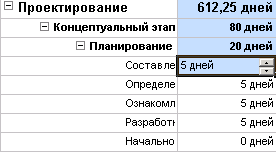 Проектирование 612,25 дней
Концептуальный этап 80 дней
Планирование 20 дней
Составле 5 дней
Определе 5 дней
Ознакомл 5 дней
Разработн 5 дней
Начально 0 дней